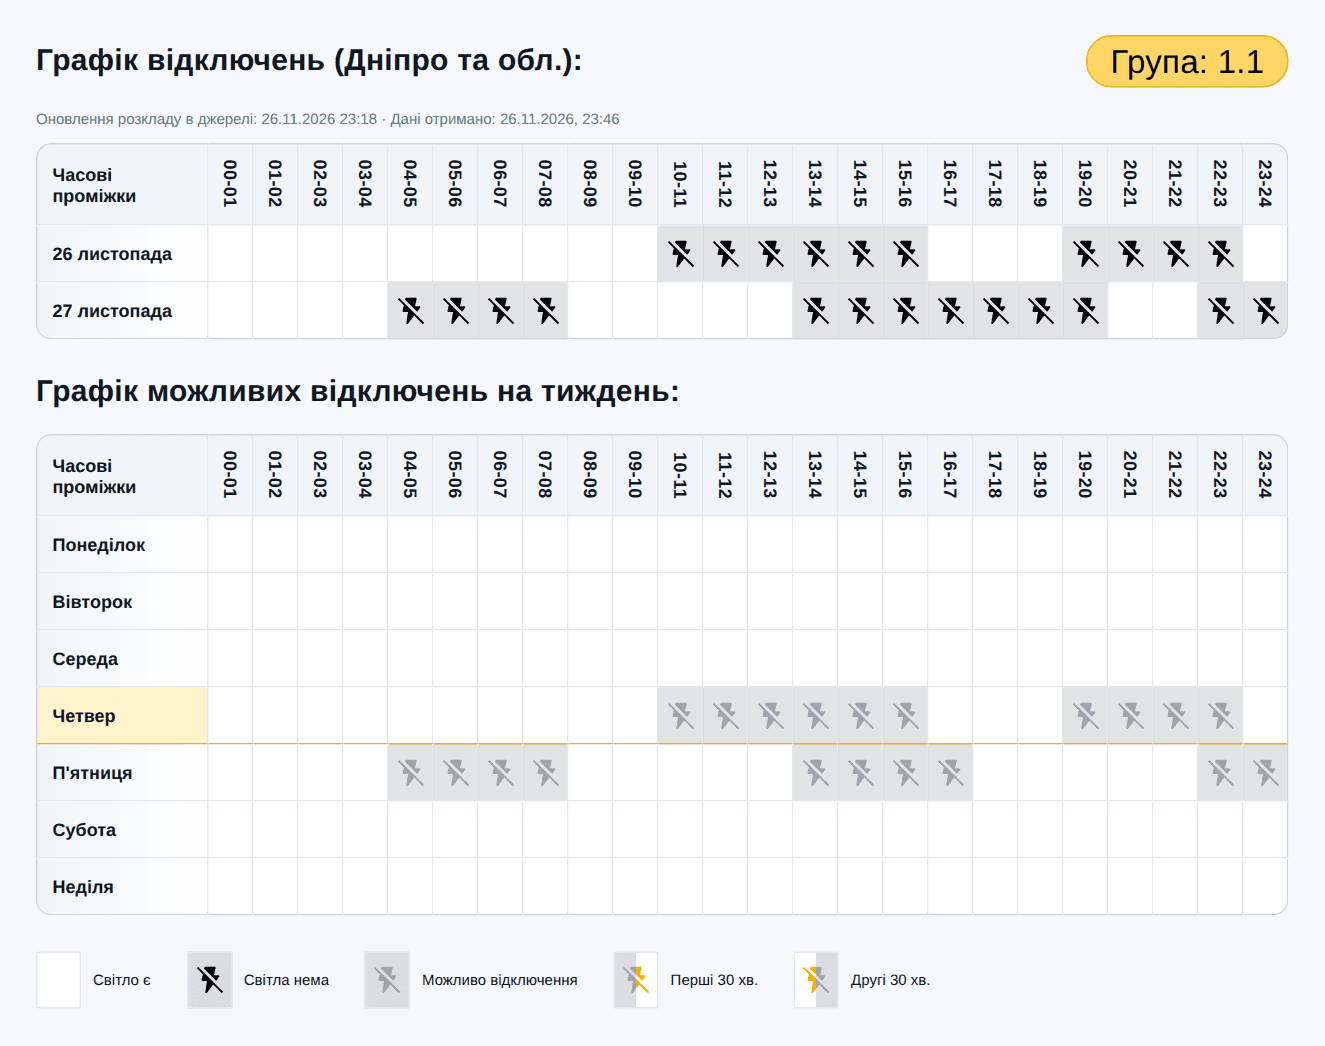 Графік відключень (Дніпро та обл.):
Група: 1.1
Оновлення розкладу в джерелі: 26.11.2026 23:18 · Дані отримано: 26.11.2026, 23:46
Часові проміжки 00-01 01-02 02-03 03-04 04-05 05-06 06-07 07-08 08-09 09-10 10-11 11-12 12-13 13-14 14-15 15-16 16-17 17-18 18-19 19-20 20-21 21-22 22-23 23-24
26 листопада
27 листопада
Графік можливих відключень на тиждень:
Часові проміжки 00-01 01-02 02-03 03-04 04-05 05-06 06-07 07-08 08-09 09-10 10-11 11-12 12-13 13-14 14-15 15-16 16-17 17-18 18-19 19-20 20-21 21-22 22-23 23-24
Понеділок
Вівторок
Середа
Четвер
П'ятниця
Субота
Неділя
Світло є Світла нема Можливо відключення Перші 30 хв. Другі 30 хв.